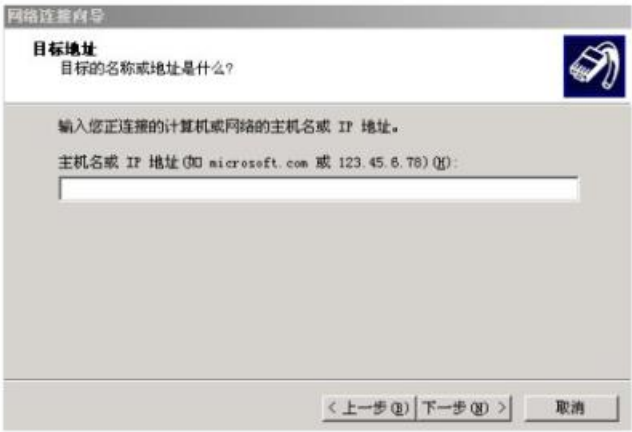 网络连接向导
目标地址
目标的名称或地址是什么?
输入您正连接的计算机或网络的主机名或 IP 地址。
主机名或 IP 地址(如 microsoft.com 或 123.45.6.78)(H):
< 上一步(B) 下一步(N) > 取消